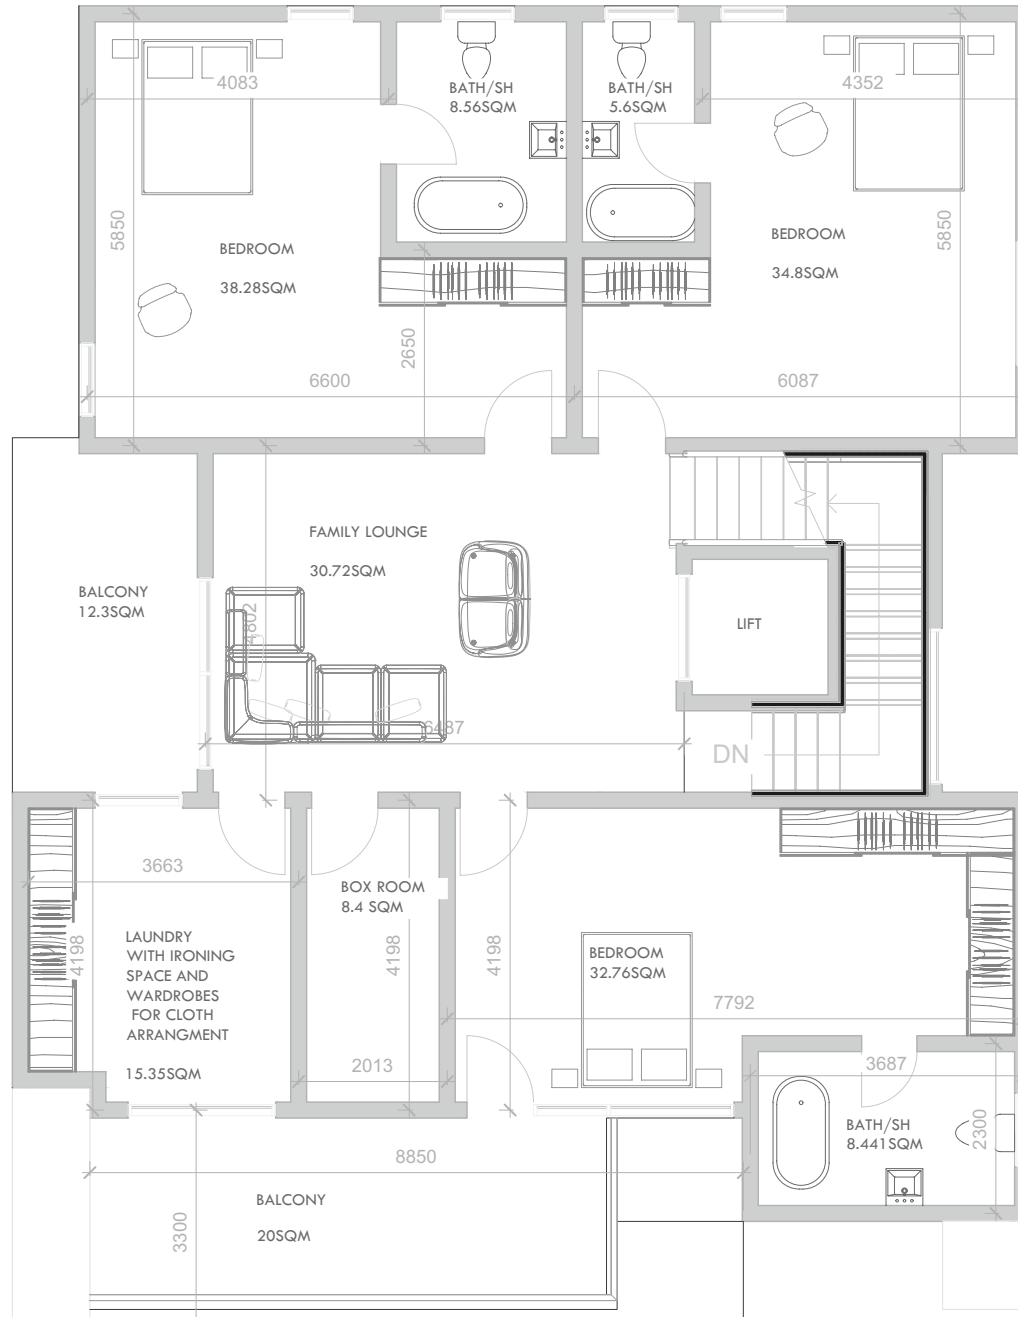 4083
BATH/SH
8.56SQM
BATH/SH
5.6SQM
4352
5850
BEDROOM
38.28SQM
BEDROOM
34.8SQM
5850
2650
6600
6087
FAMILY LOUNGE
30.72SQM
BALCONY
12.3SQM
4802
LIFT
6487
DN
3663
BOX ROOM
8.4 SQM
4198
LAUNDRY
WITH IRONING
SPACE AND
WARDROBES
FOR CLOTH
ARRANGMENT
15.35SQM
4198
4198
BEDROOM
32.76SQM
7792
2013
3687
BATH/SH
8.441SQM
2300
8850
BALCONY
20SQM
3300